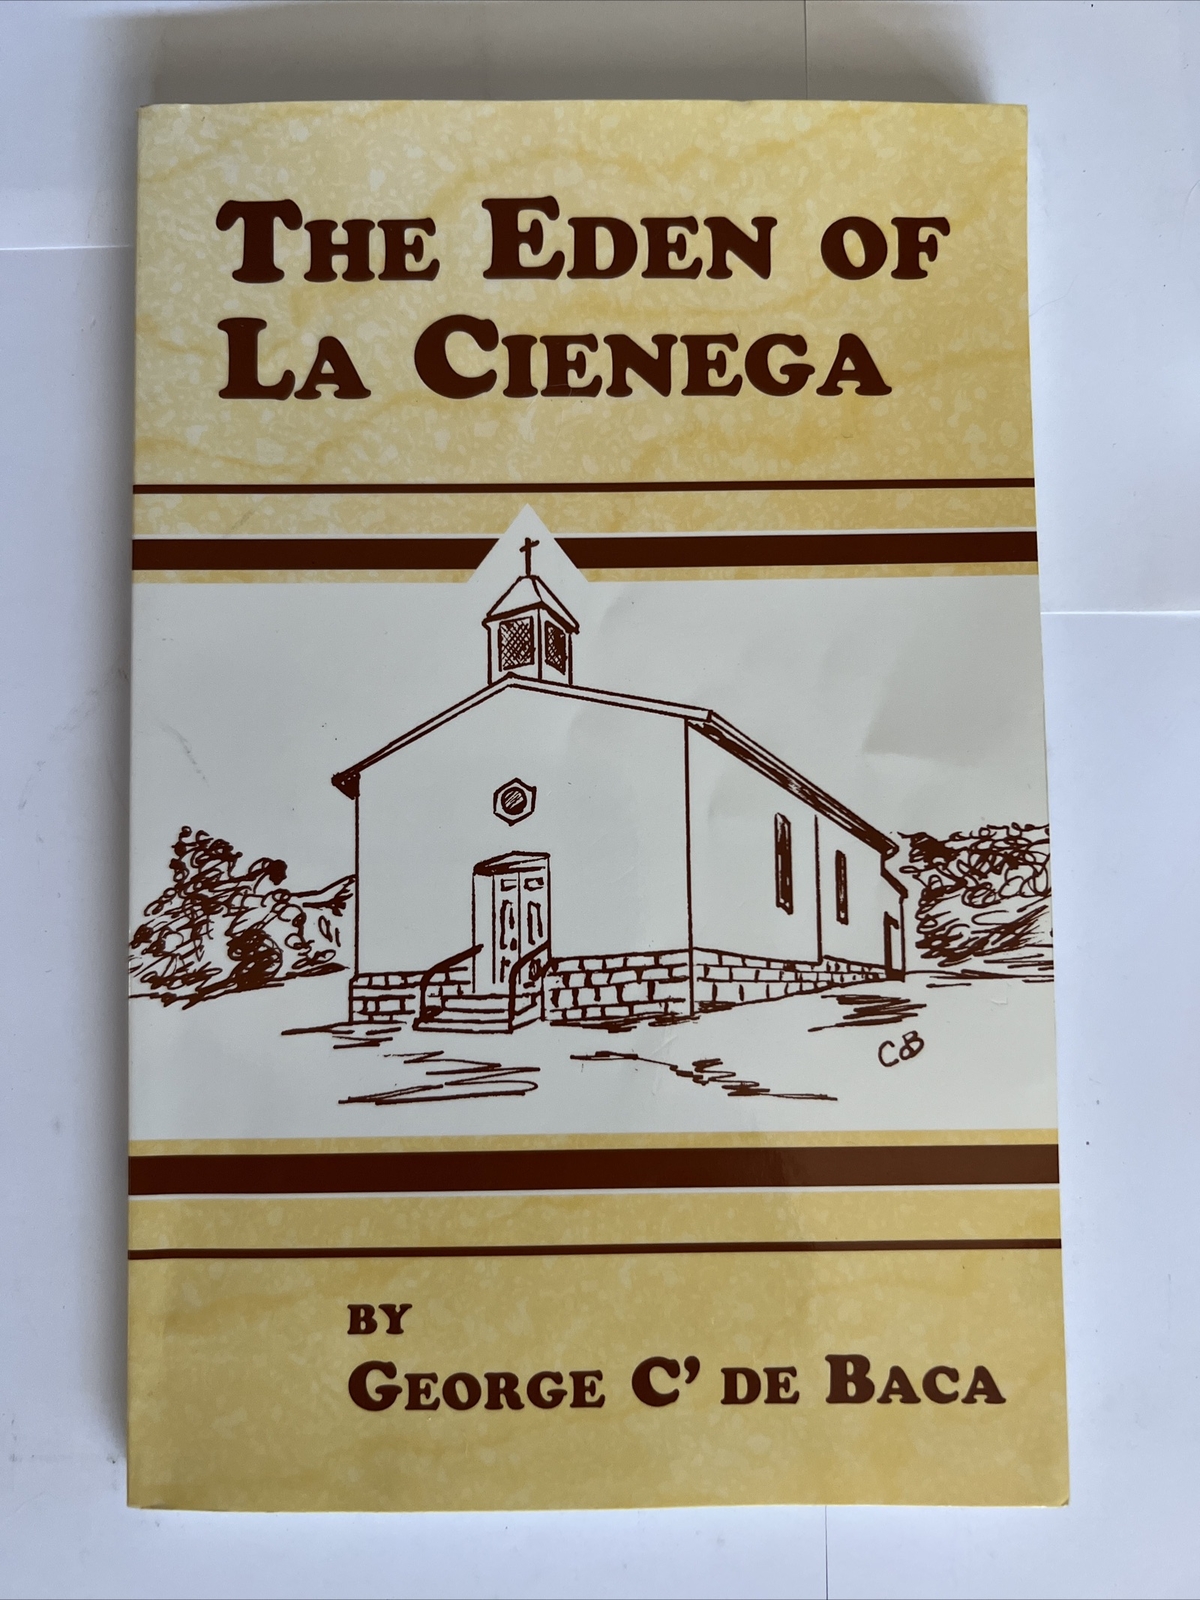 THE EDEN OF
LA CIENEGA
CB
BY
GEORGE C' DE BACA